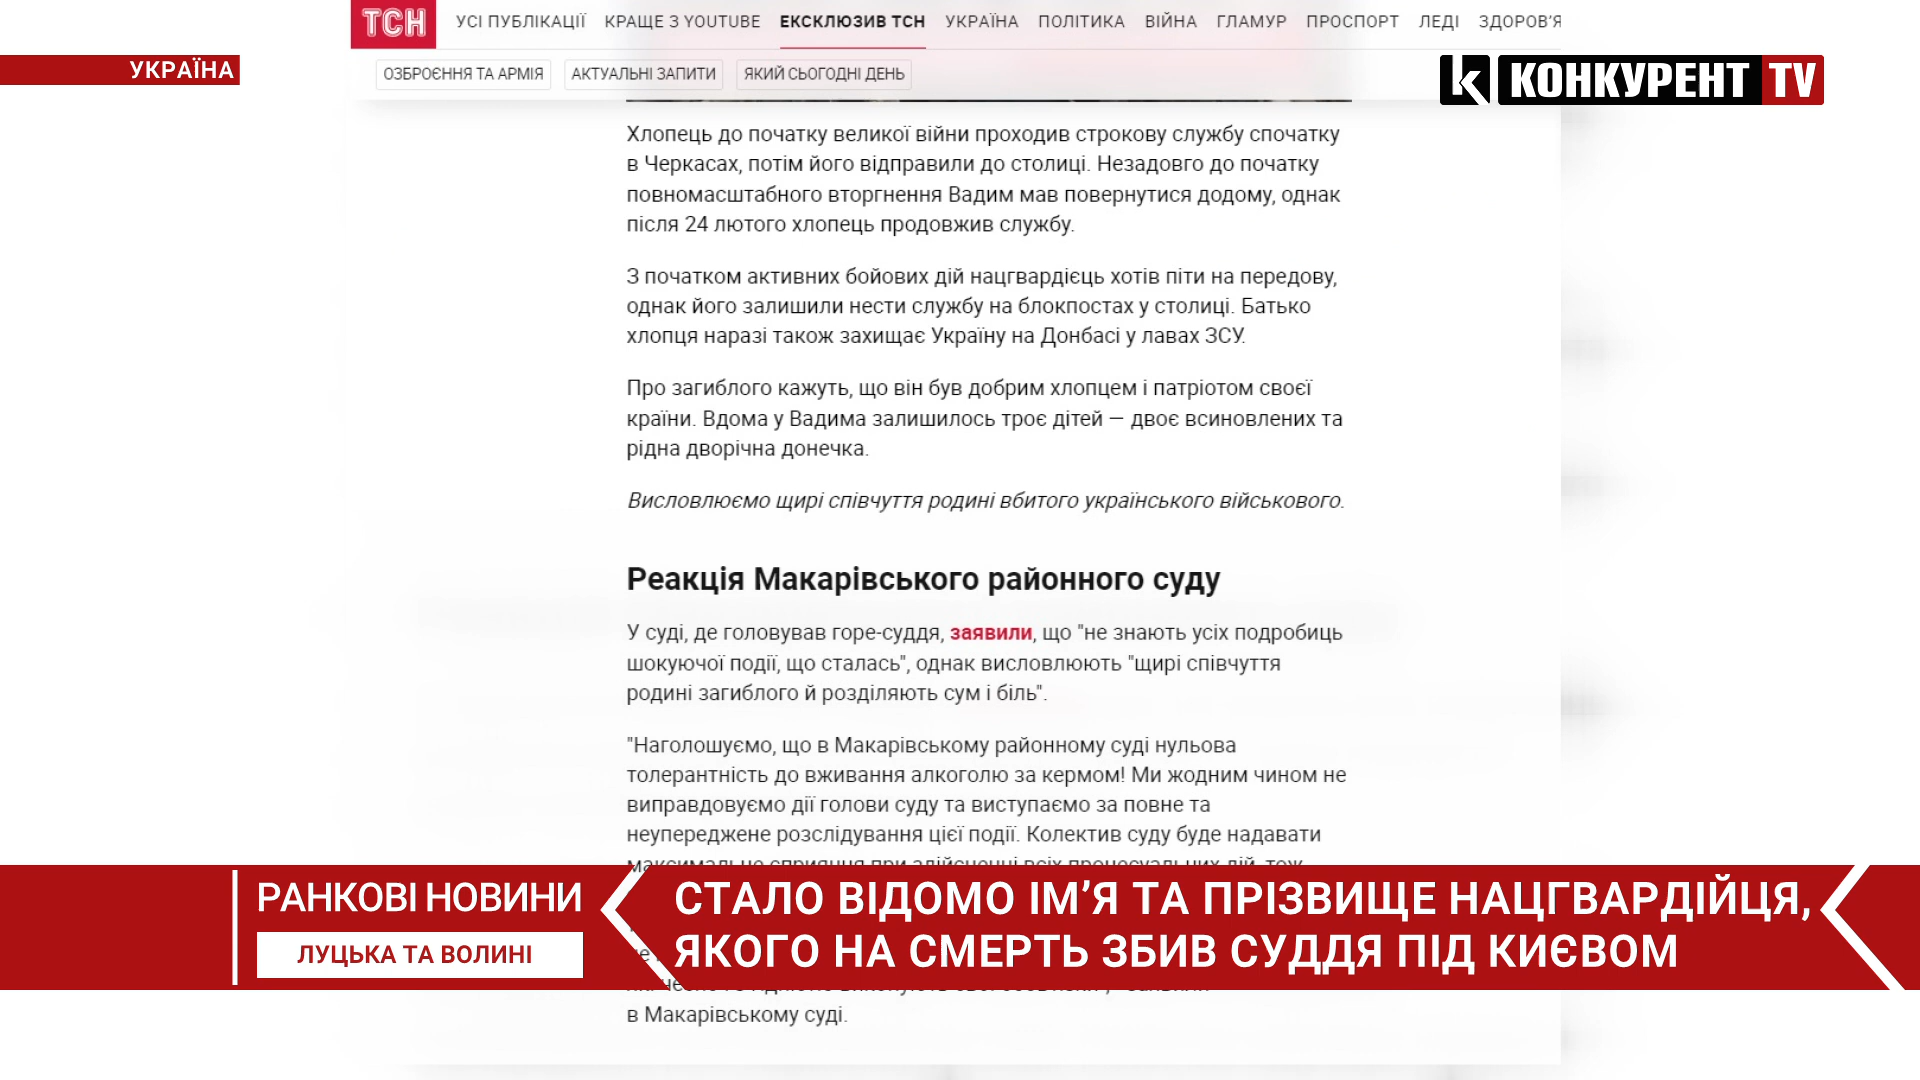 ТСН УСІ ПУБЛІКАЦІЇ КРАЩЕ З YOUTUBE ЕКСКЛЮЗИВ ТСН УКРАЇНА ПОЛІТИКА ВІЙНА ГЛАМУР ПРОСПОРТ ЛЕДІ ЗДОРОВ'Я
УКРАЇНА
ОЗБРОЄННЯ ТА АРМІЯ АКТУАЛЬНІ ЗАПИТИ ЯКИЙ СЬОГОДНІ ДЕНЬ
k КОНКУРЕНТ TV
Хлопець до початку великої війни проходив строкову службу спочатку
в Черкасах, потім його відправили до столиці. Незадовго до початку
повномасштабного вторгнення Вадим мав повернутися додому, однак
після 24 лютого хлопець продовжив службу.
З початком активних бойових дій нацгвардієць хотів піти на передову,
однак його залишили нести службу на блокпостах у столиці. Батько
хлопця наразі також захищає Україну на Донбасі у лавах ЗСУ.
Про загиблого кажуть, що він був добрим хлопцем і патріотом своєї
країни. Вдома у Вадима залишилось троє дітей — двоє всиновлених та
рідна дворічна донечка.
Висловлюємо щирі співчуття родині вбитого українського військового.
Реакція Макарівського районного суду
У суді, де головував горе-суддя, заявили, що "не знають усіх подробиць
шокуючої події, що сталась", однак висловлюють "щирі співчуття
родині загиблого й розділяють сум і біль".
"Наголошуємо, що в Макарівському районному суді нульова
толерантність до вживання алкоголю за кермом! Ми жодним чином не
виправдовуємо дії голови суду та виступаємо за повне та
неупереджене розслідування цієї події. Колектив суду буде надавати
максимальне сприяння при здійсненні всіх процесуальних дій, тож
РАНКОВІ НОВИНИ
ЛУЦЬКА ТА ВОЛИНІ
СТАЛО ВІДОМО ІМ’Я ТА ПРІЗВИЩЕ НАЦГВАРДІЙЦЯ,
ЯКОГО НА СМЕРТЬ ЗБИВ СУДДЯ ПІД КИЄВОМ
в Макарівському суді.